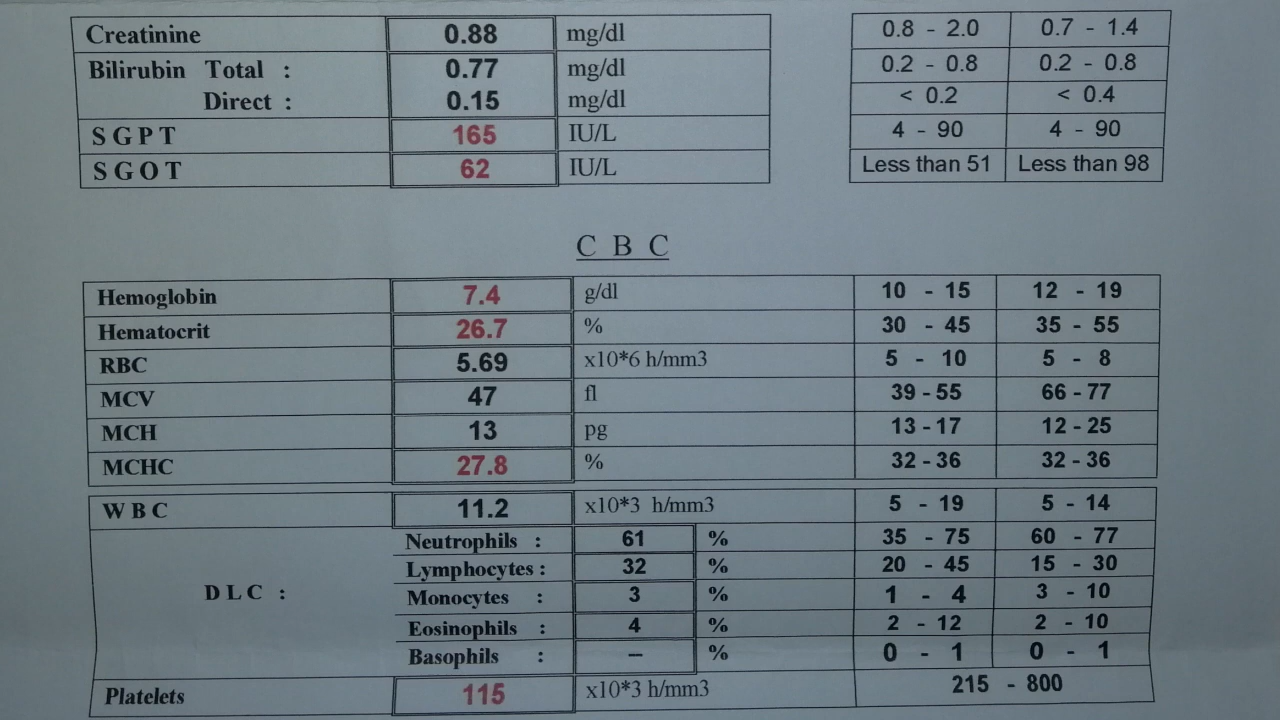 Creatinine 0.88 mg/dl 0.8 - 2.0 0.7 - 1.4
Bilirubin Total : 0.77 mg/dl 0.2 - 0.8 0.2 - 0.8
Direct : 0.15 mg/dl < 0.2 < 0.4
S G P T 165 IU/L 4 - 90 4 - 90
S G O T 62 IU/L Less than 51 Less than 98
C B C
Hemoglobin 7.4 g/dl 10 - 15 12 - 19
Hematocrit 26.7 % 30 - 45 35 - 55
RBC 5.69 x10*6 h/mm3 5 - 10 5 - 8
MCV 47 fl 39 - 55 66 - 77
MCH 13 pg 13 - 17 12 - 25
MCHC 27.8 % 32 - 36 32 - 36
W B C 11.2 x10*3 h/mm3 5 - 19 5 - 14
Neutrophils : 61 % 35 - 75 60 - 77
Lymphocytes : 32 % 20 - 45 15 - 30
D L C : Monocytes : 3 % 1 - 4 3 - 10
Eosinophils : 4 % 2 - 12 2 - 10
Basophils : – % 0 - 1 0 - 1
Platelets 115 x10*3 h/mm3 215 - 800